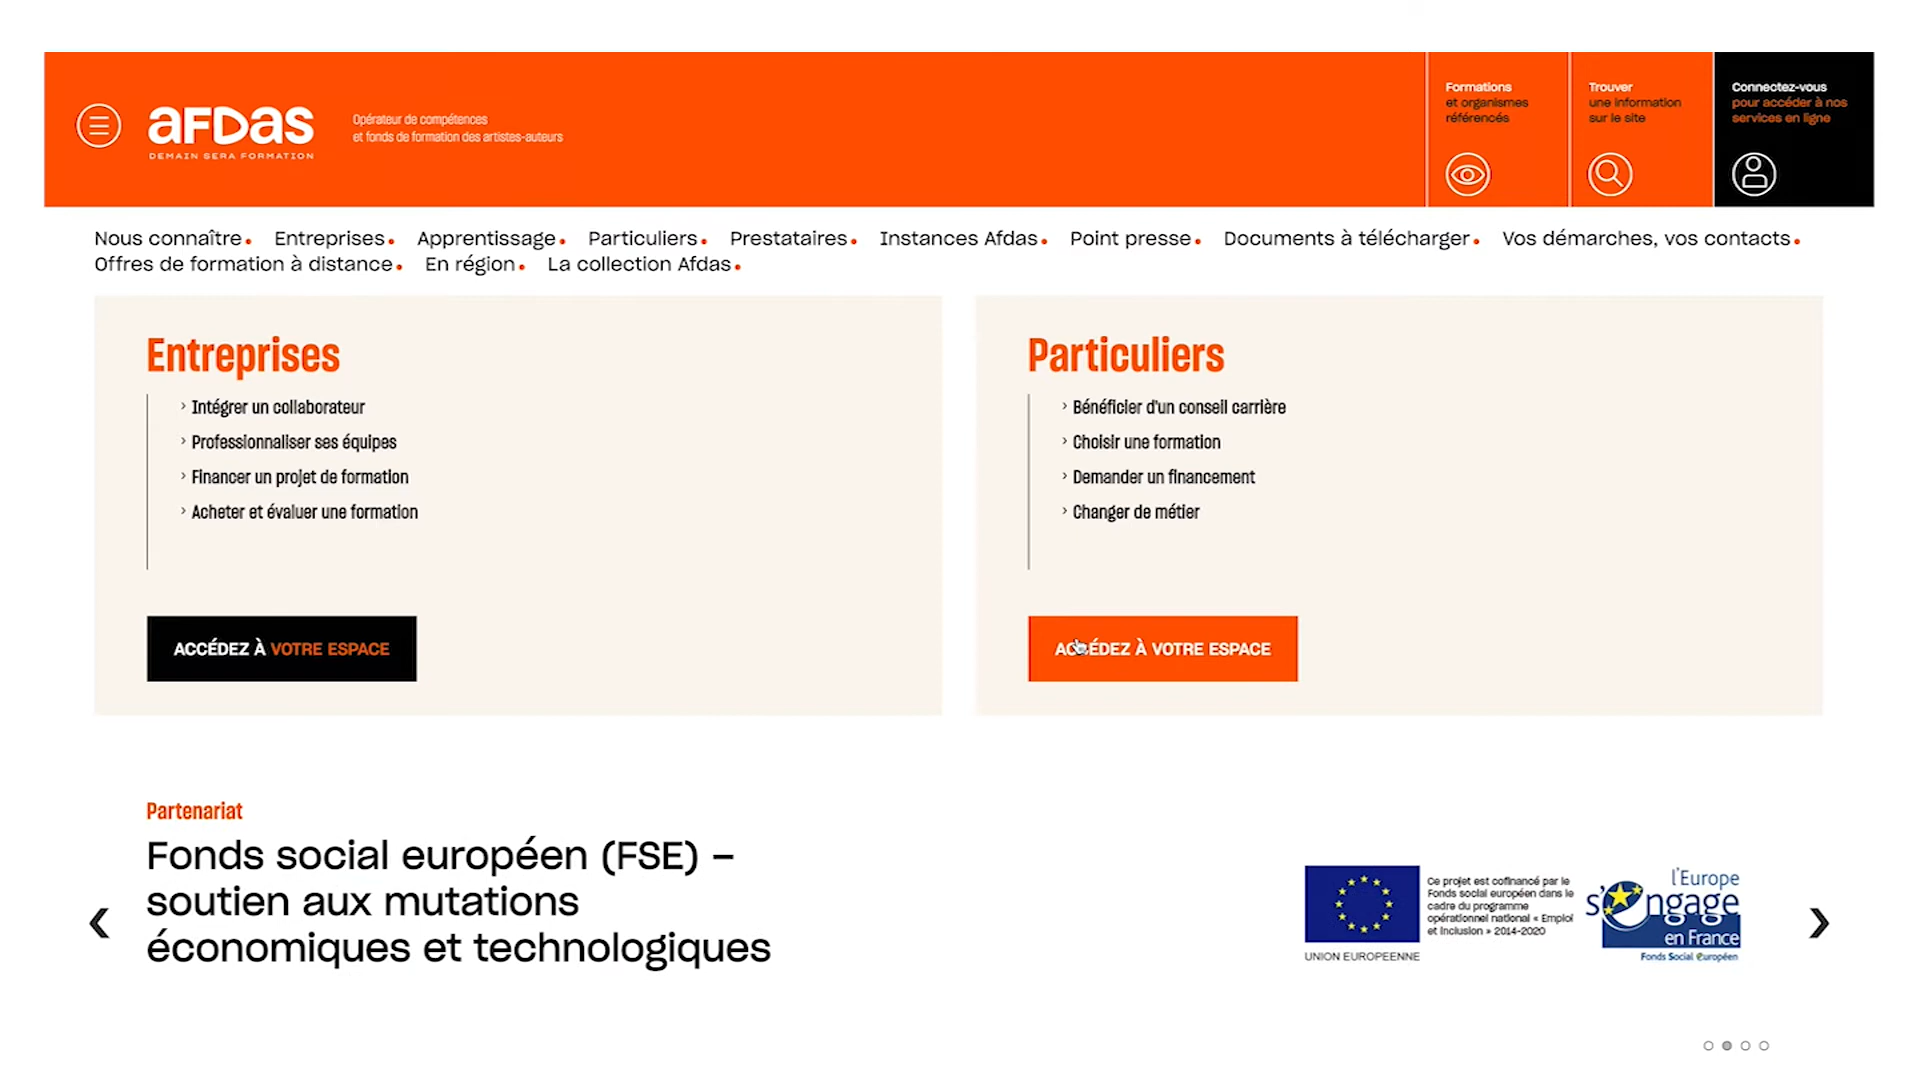 aFDas
DEMAIN SERA FORMATION
Opérateur de compétences
et fonds de formation des artistes-auteurs
Formations
et organismes
référencés
Trouver
une information
sur le site
Connectez-vous
pour accéder à nos
services en ligne
Nous connaître Entreprises Apprentissage Particuliers Prestataires Instances Afdas Point presse Documents à télécharger Vos démarches, vos contacts
Offres de formation à distance En région La collection Afdas
Entreprises
› Intégrer un collaborateur
› Professionnaliser ses équipes
› Financer un projet de formation
› Acheter et évaluer une formation
ACCÉDEZ À VOTRE ESPACE
Particuliers
› Bénéficier d'un conseil carrière
› Choisir une formation
› Demander un financement
› Changer de métier
ACCÉDEZ À VOTRE ESPACE
Partenariat
Fonds social européen (FSE) –
soutien aux mutations
économiques et technologiques
UNION EUROPEENNE
Ce projet est cofinancé par le
Fonds social européen dans le
cadre du programme
opérationnel national « Emploi
et Inclusion » 2014-2020
l'Europe
s'engage
en France
Fonds Social Européen